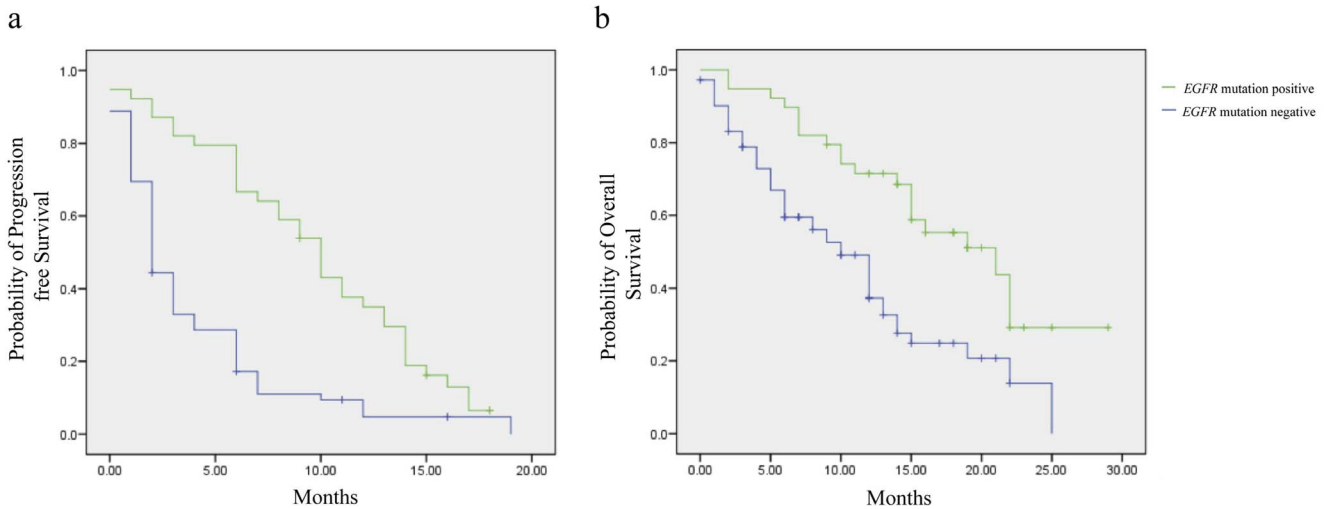 a
1.0
0.8
0.6
0.4
0.2
0.0
Probability of Progression
free Survival
0.00 5.00 10.00 15.00 20.00
Months
b
1.0
0.8
0.6
0.4
0.2
0.0
Probability of Overall
Survival
0.00 5.00 10.00 15.00 20.00 25.00 30.00
Months
EGFR mutation positive
EGFR mutation negative